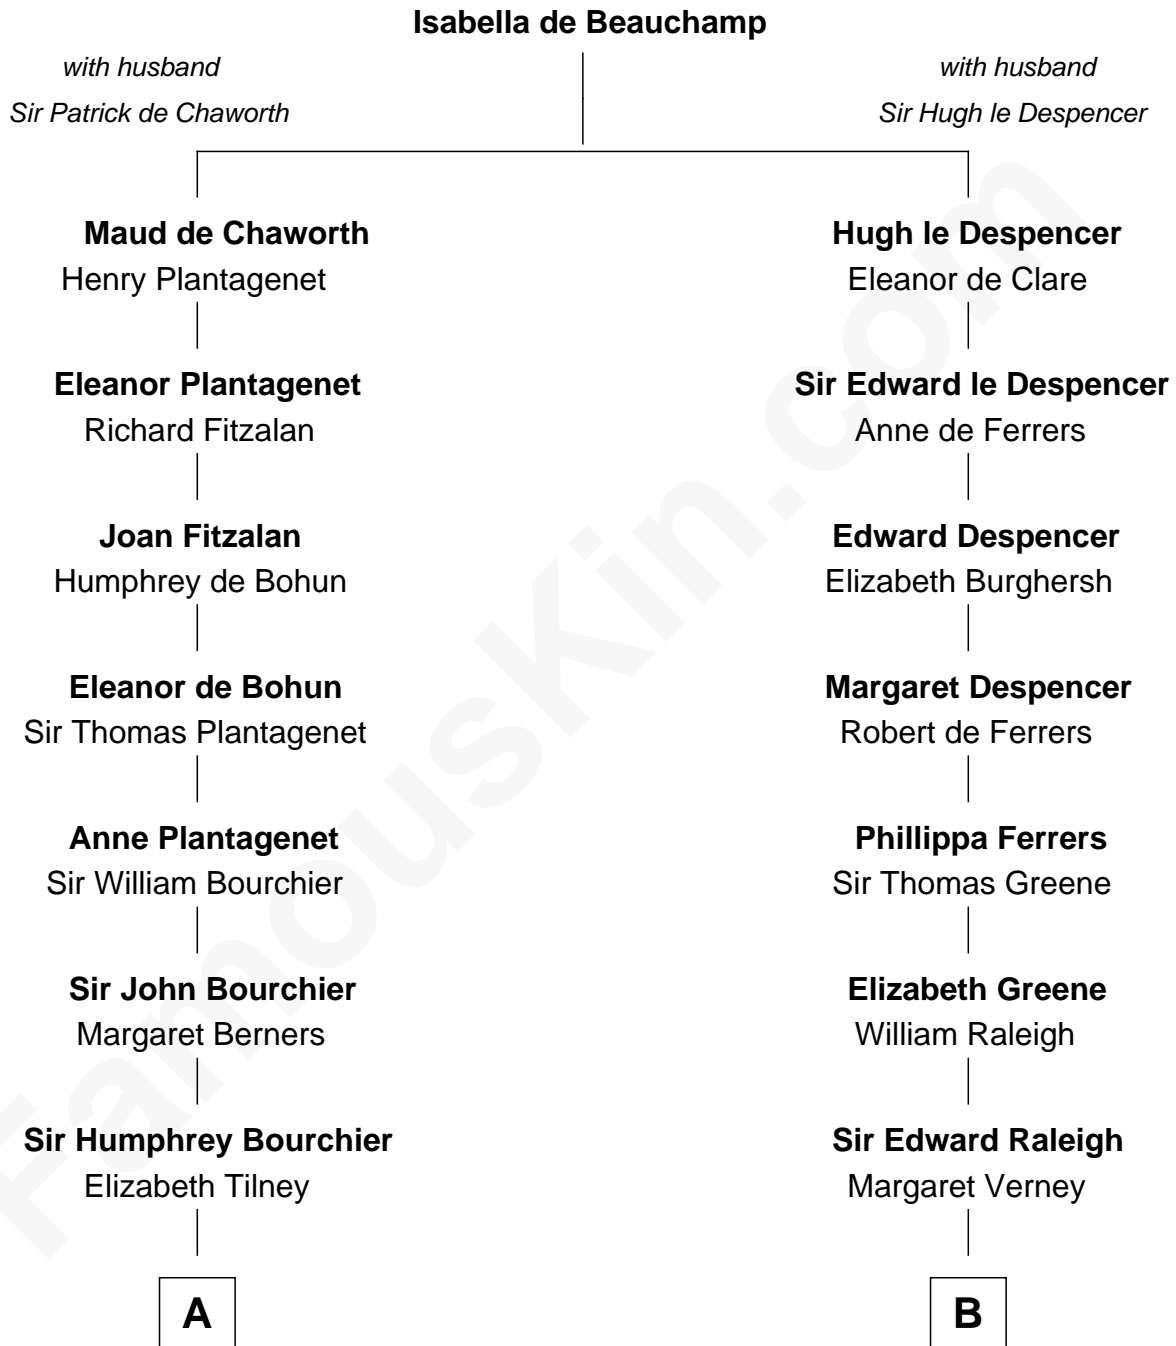 Isabella de Beauchamp
with husband
Sir Patrick de Chaworth
with husband
Sir Hugh le Despencer
Maud de Chaworth
Henry Plantagenet
Hugh le Despencer
Eleanor de Clare
Eleanor Plantagenet
Richard Fitzalan
Sir Edward le Despencer
Anne de Ferrers
Joan Fitzalan
Humphrey de Bohun
Edward Despencer
Elizabeth Burghersh
Eleanor de Bohun
Sir Thomas Plantagenet
Margaret Despencer
Robert de Ferrers
Anne Plantagenet
Sir William Bourchier
Phillippa Ferrers
Sir Thomas Greene
Sir John Bourchier
Margaret Berners
Elizabeth Greene
William Raleigh
Sir Humphrey Bourchier
Elizabeth Tilney
Sir Edward Raleigh
Margaret Verney
A
B
FamousKin.com